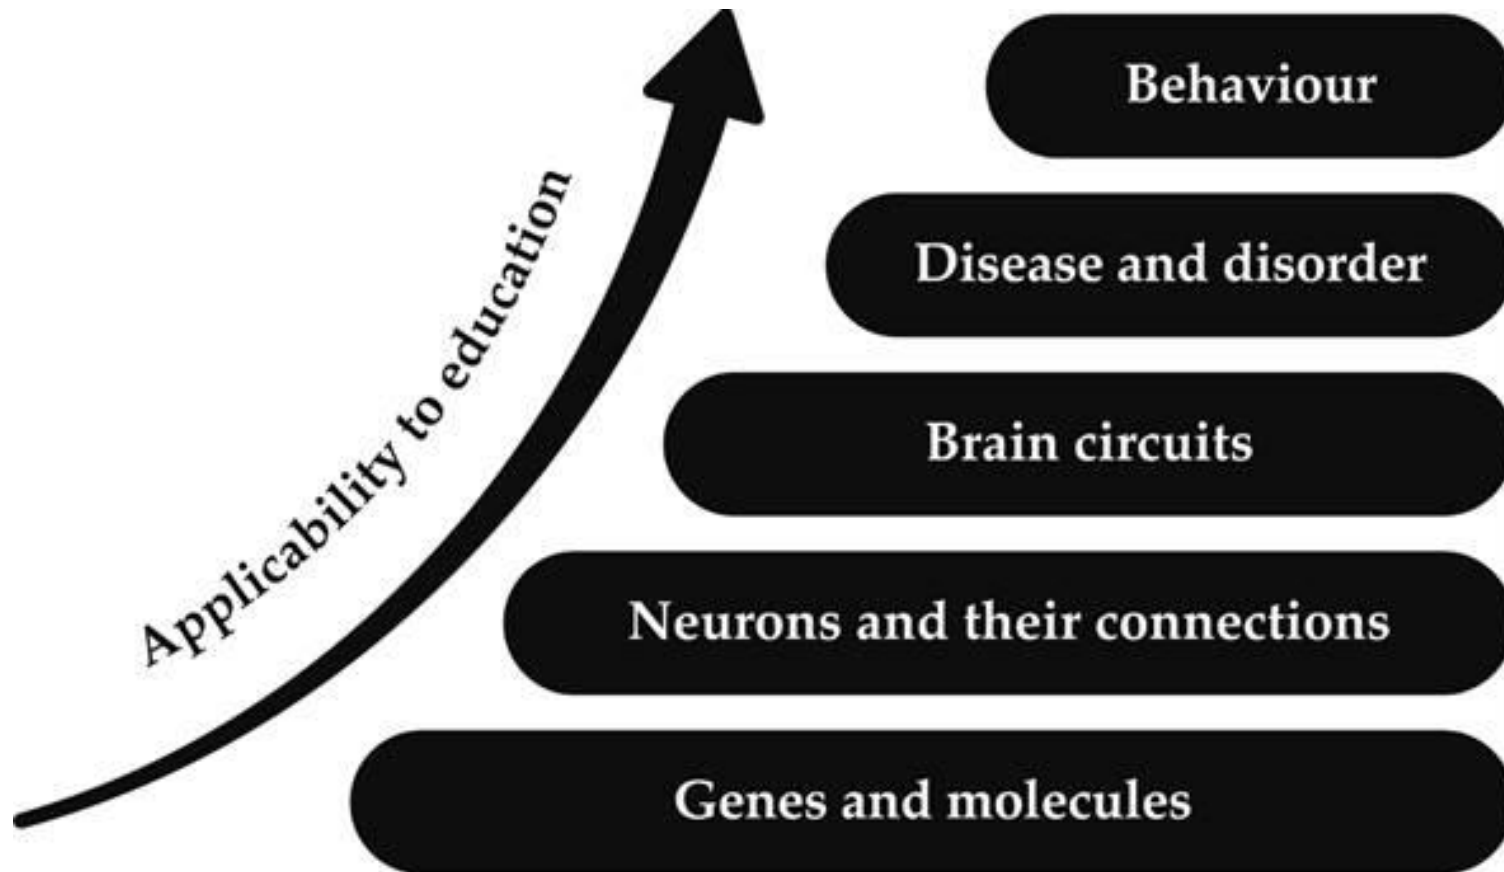 Behaviour
Disease and disorder
Brain circuits
Neurons and their connections
Genes and molecules
Applicability to education